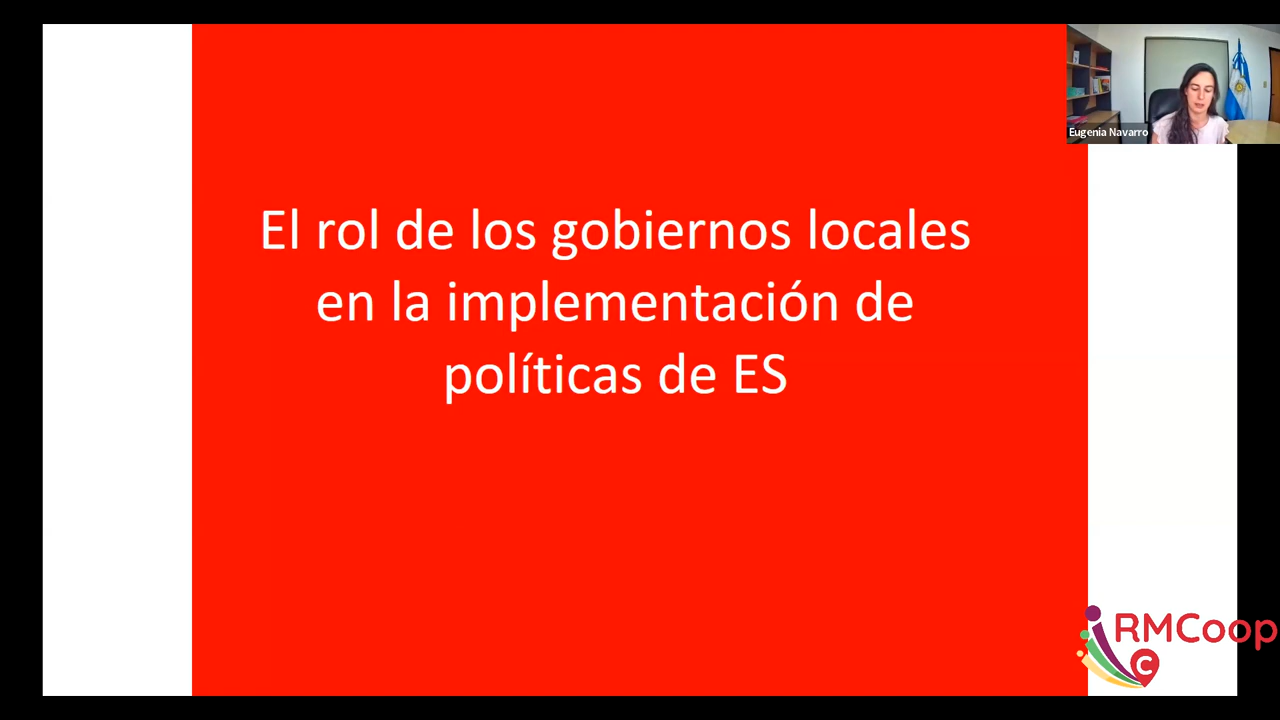 El rol de los gobiernos locales
en la implementación de
políticas de ES
Eugenia Navarro
RMCoop
C